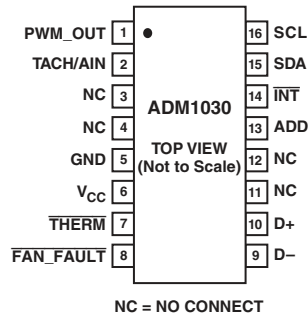 PWM_OUT 1 16 SCL
TACH/AIN 2 15 SDA
NC 3 14 INT
ADM1030
NC 4 13 ADD
TOP VIEW
GND 5 12 NC
(Not to Scale)
VCC 6 11 NC
THERM 7 10 D+
FAN_FAULT 8 9 D–
NC = NO CONNECT